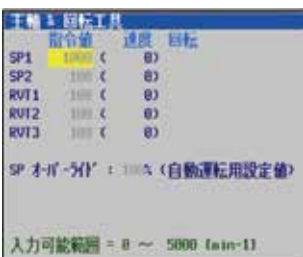 主軸 & 回転工具
指令値 速度 回転
SP1 1000 ( 0)
SP2 100 ( 0)
RVT1 100 ( 0)
RVT2 100 ( 0)
RVT3 100 ( 0)
SP オーバーライド : 100% (自動運転用設定値)
入力可能範囲 = 0 ～ 5000 [min-1]